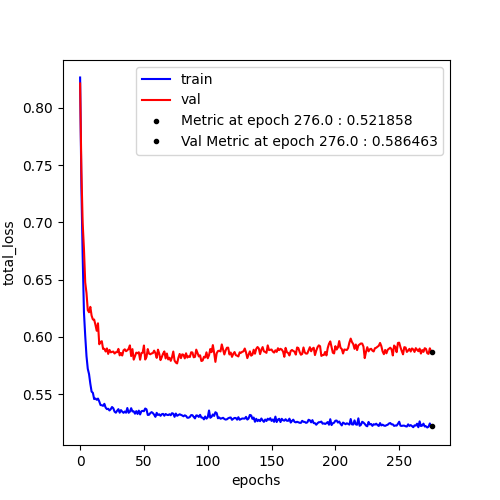 train
val
Metric at epoch 276.0 : 0.521858
Val Metric at epoch 276.0 : 0.586463
0.80
0.75
0.70
0.65
0.60
0.55
total_loss
0
50
100
150
200
250
epochs